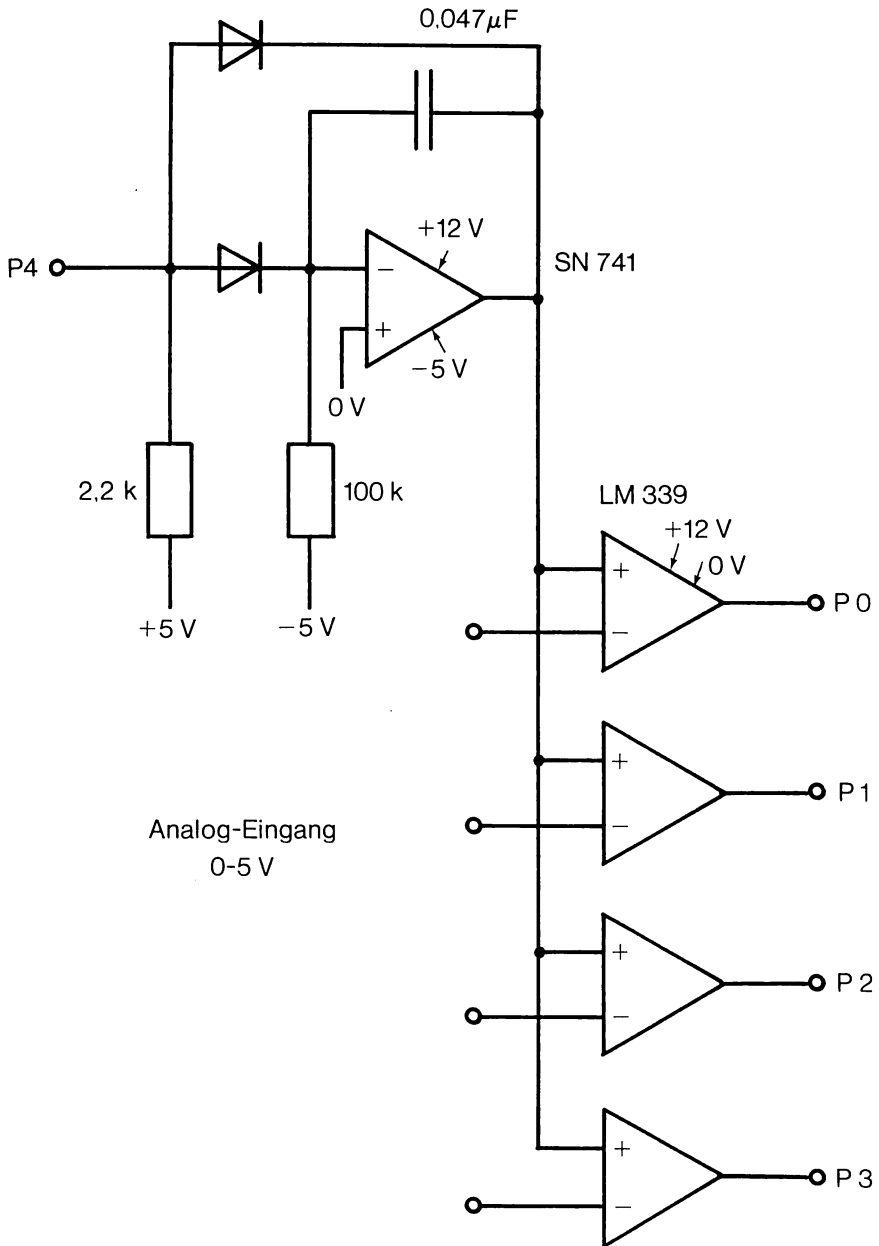 0,047µF
+12 V
P4
−
SN 741
+
−5 V
0 V
2,2 k
100 k
LM 339
+12 V
0 V
+
P 0
−
+5 V
−5 V
+
P 1
−
Analog-Eingang
0-5 V
+
P 2
−
+
P 3
−